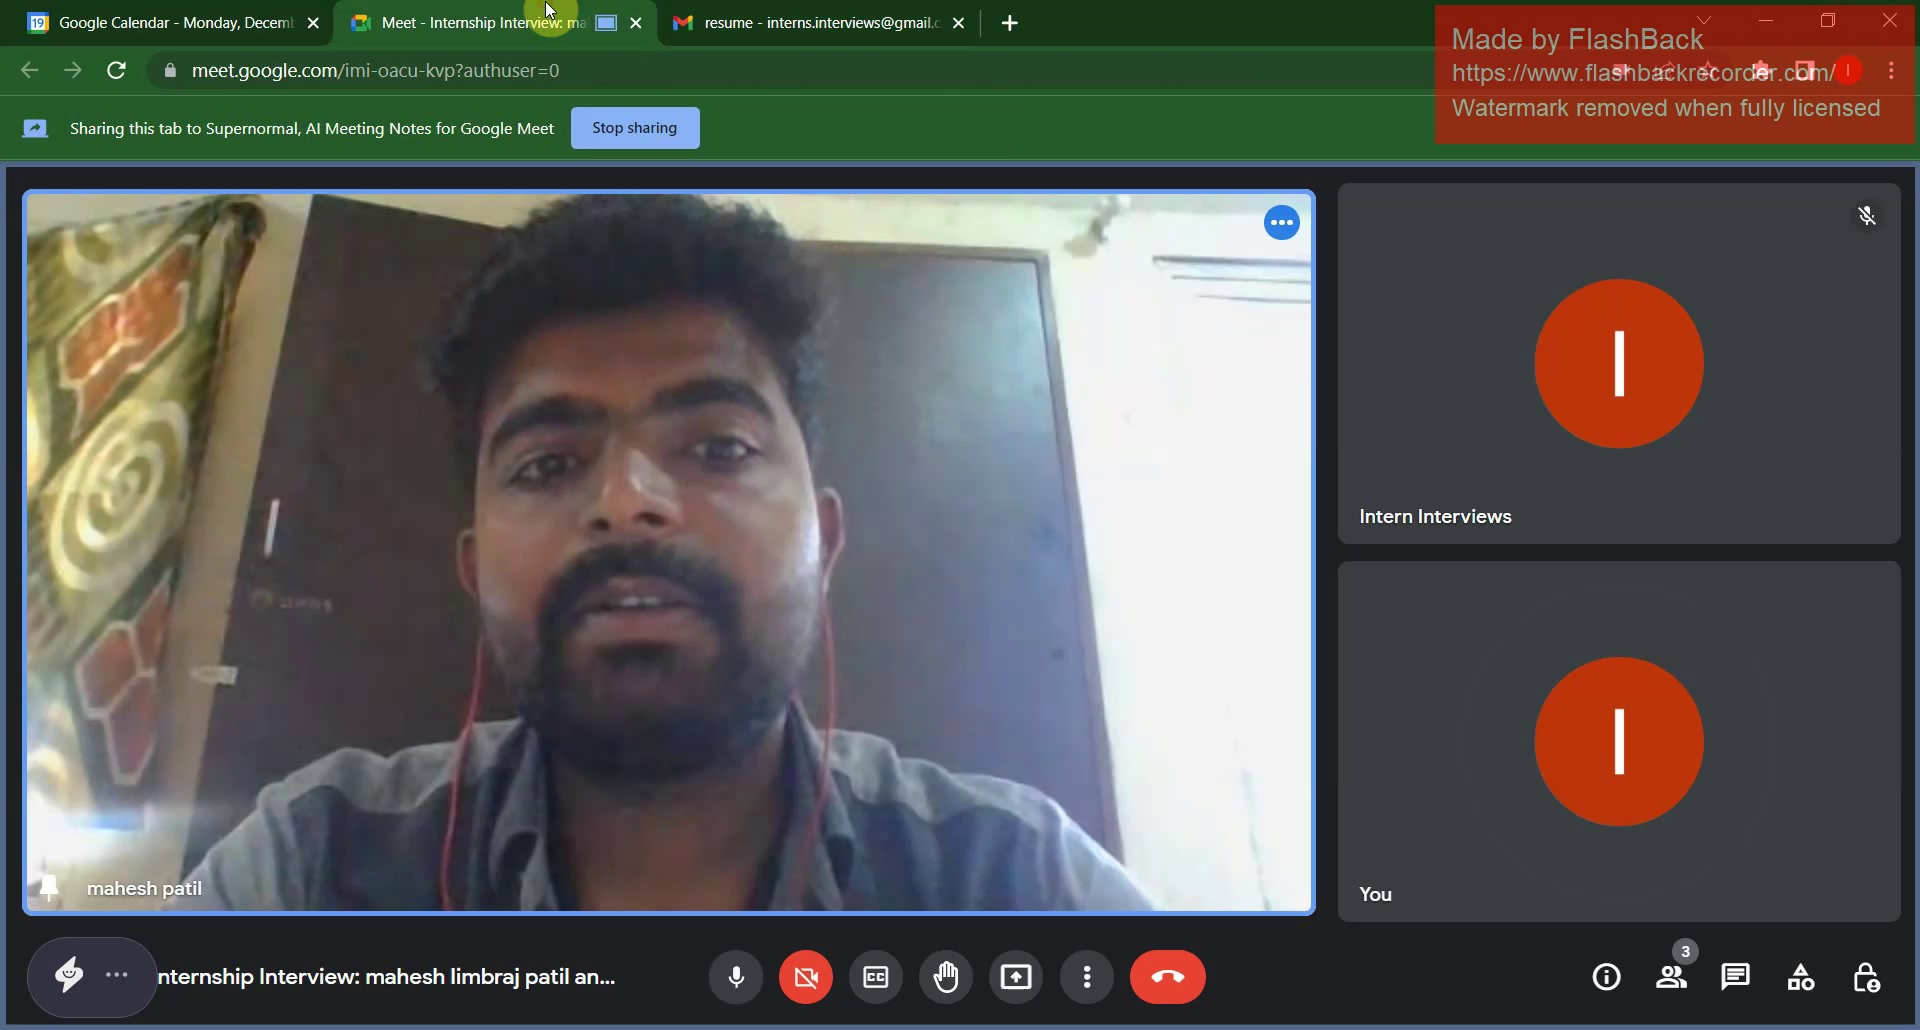 Google Calendar - Monday, Decem
Meet - Internship Interview: ma
resume - interns.interviews@gmail.c
meet.google.com/imi-oacu-kvp?authuser=0
Made by FlashBack
https://www.flashbackrecorder.com/
Watermark removed when fully licensed
Sharing this tab to Supernormal, AI Meeting Notes for Google Meet
Stop sharing
I
Intern Interviews
mahesh patil
I
You
nternship Interview: mahesh limbraj patil an...
CC
3